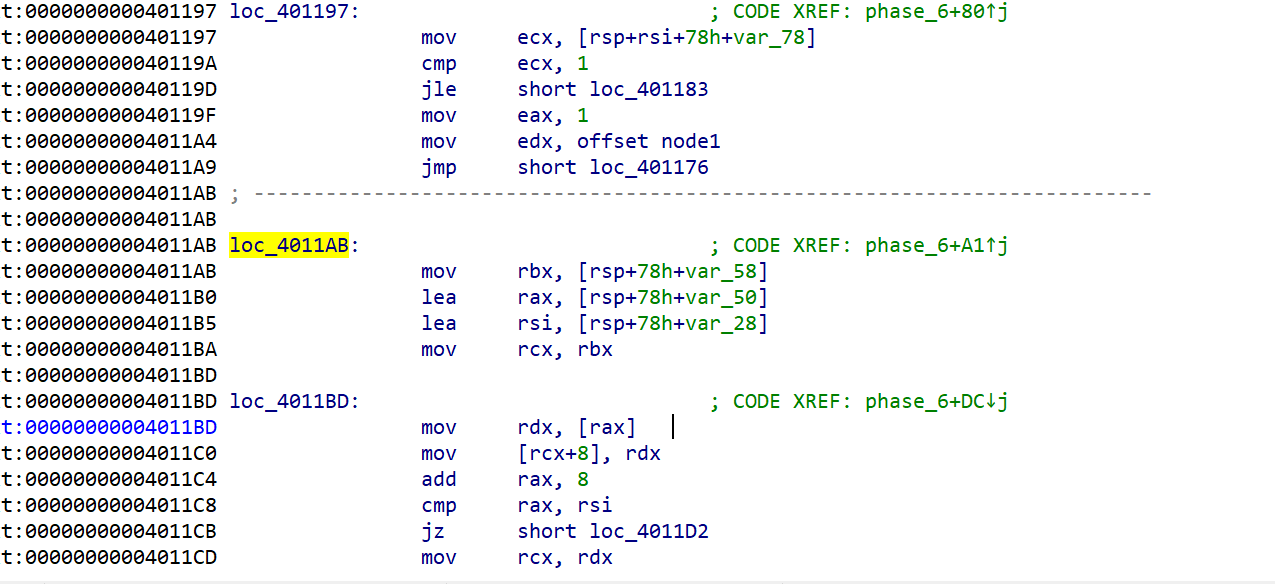 t:0000000000401197 loc_401197: ; CODE XREF: phase_6+80↑j
t:0000000000401197 mov ecx, [rsp+rsi+78h+var_78]
t:000000000040119A cmp ecx, 1
t:000000000040119D jle short loc_401183
t:000000000040119F mov eax, 1
t:00000000004011A4 mov edx, offset node1
t:00000000004011A9 jmp short loc_401176
t:00000000004011AB ; ---------------------------------------------------------------------------
t:00000000004011AB
t:00000000004011AB loc_4011AB: ; CODE XREF: phase_6+A1↑j
t:00000000004011AB mov rbx, [rsp+78h+var_58]
t:00000000004011B0 lea rax, [rsp+78h+var_50]
t:00000000004011B5 lea rsi, [rsp+78h+var_28]
t:00000000004011BA mov rcx, rbx
t:00000000004011BD
t:00000000004011BD loc_4011BD: ; CODE XREF: phase_6+DC↓j
t:00000000004011BD mov rdx, [rax]
t:00000000004011C0 mov [rcx+8], rdx
t:00000000004011C4 add rax, 8
t:00000000004011C8 cmp rax, rsi
t:00000000004011CB jz short loc_4011D2
t:00000000004011CD mov rcx, rdx